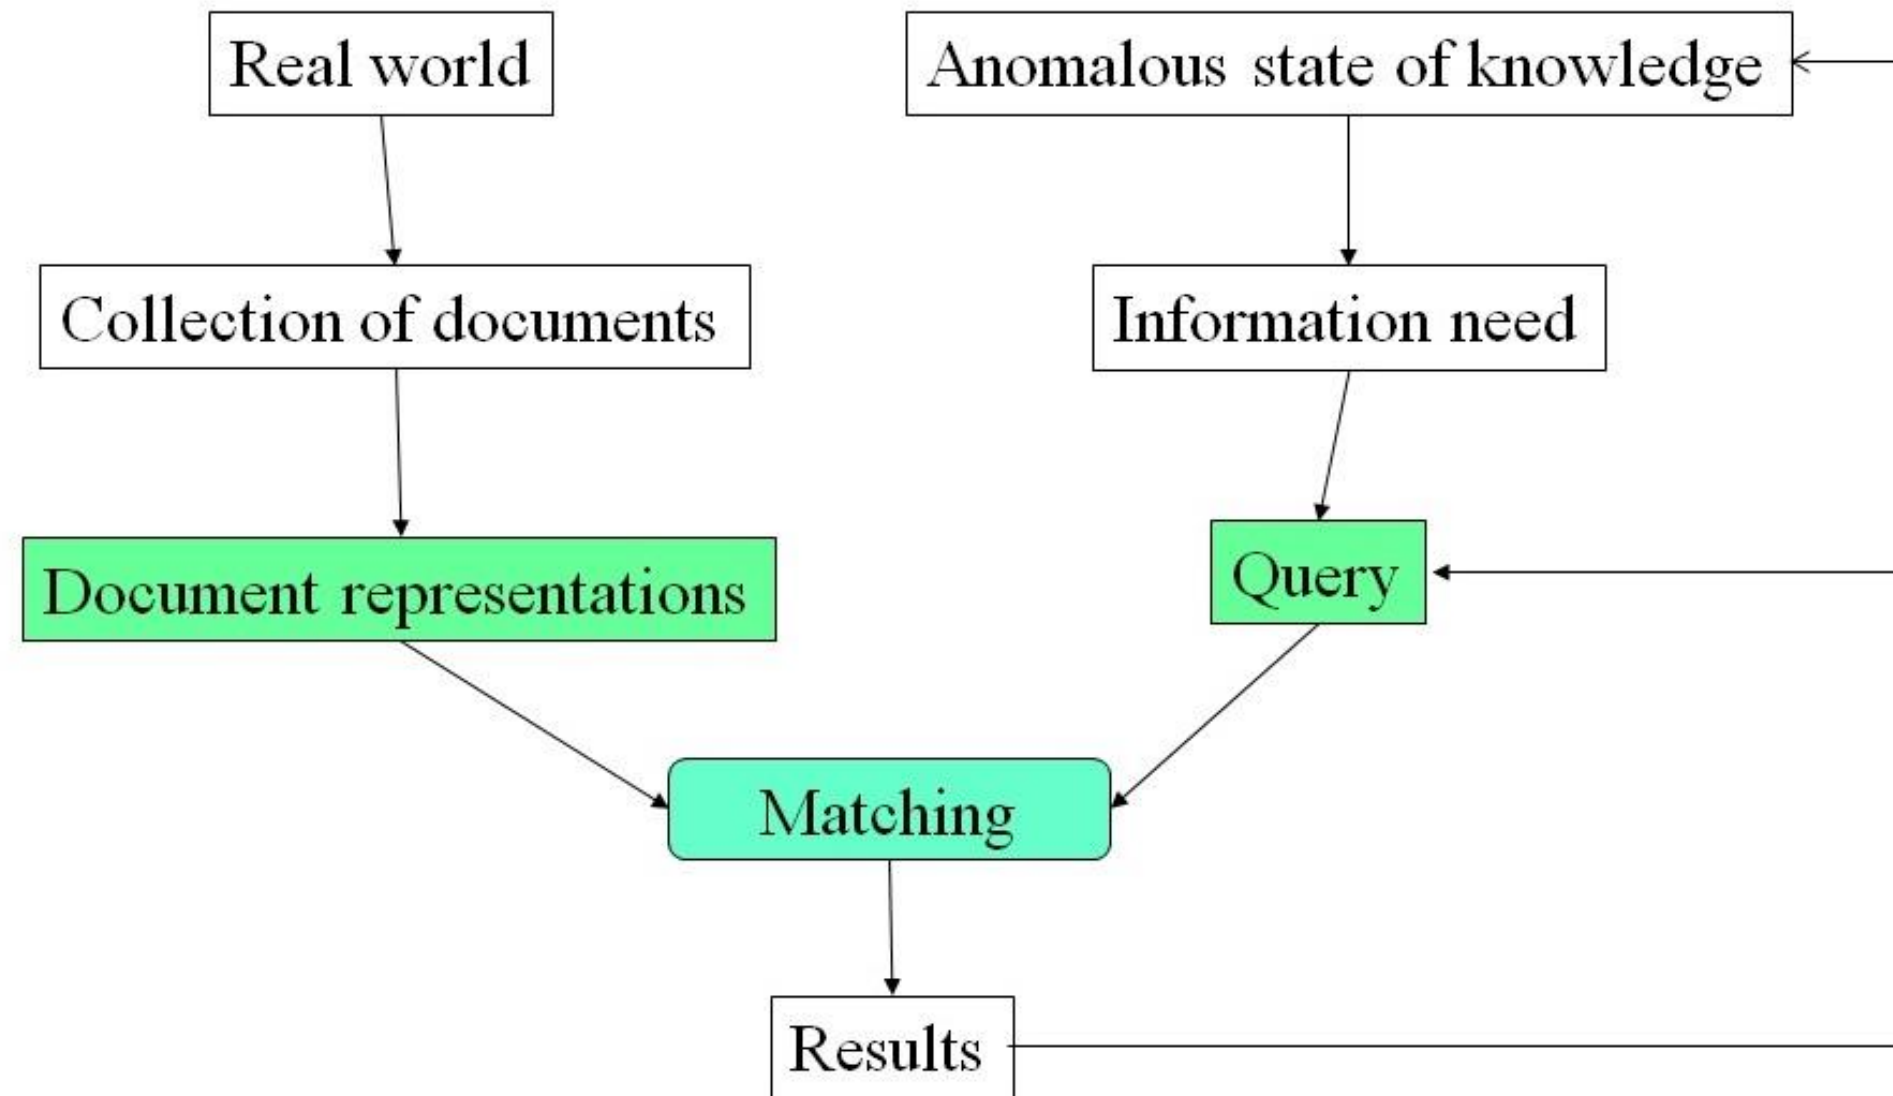 Real world
Anomalous state of knowledge
Collection of documents
Information need
Document representations
Query
Matching
Results